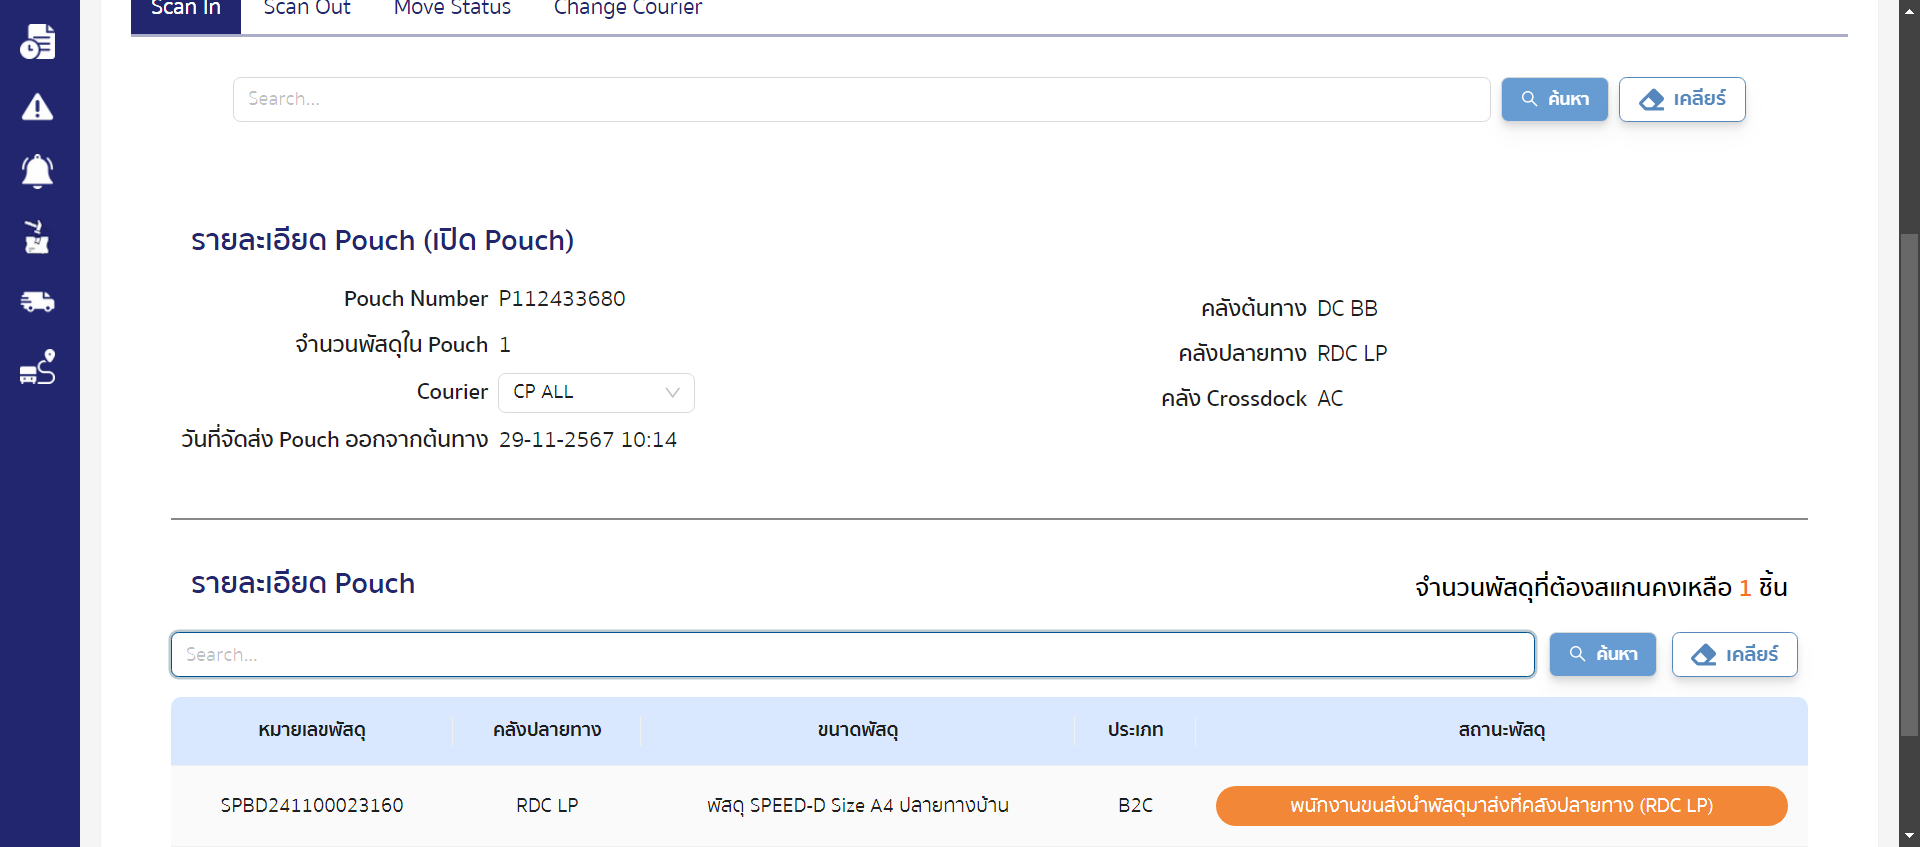 Scan In Scan Out Move Status Change Courier
Search... ค้นหา เคลียร์
รายละเอียด Pouch (เปิด Pouch)
Pouch Number P112433680
คลังต้นทาง DC BB
จำนวนพัสดุใน Pouch 1
คลังปลายทาง RDC LP
Courier CP ALL
คลัง Crossdock AC
วันที่จัดส่ง Pouch ออกจากต้นทาง 29-11-2567 10:14
รายละเอียด Pouch
จำนวนพัสดุที่ต้องสแกนคงเหลือ 1 ชิ้น
Search... ค้นหา เคลียร์
หมายเลขพัสดุ คลังปลายทาง ขนาดพัสดุ ประเภท สถานะพัสดุ
SPBD241100023160 RDC LP พัสดุ SPEED-D Size A4 ปลายทางบ้าน B2C พนักงานขนส่งนำพัสดุมาส่งที่คลังปลายทาง (RDC LP)